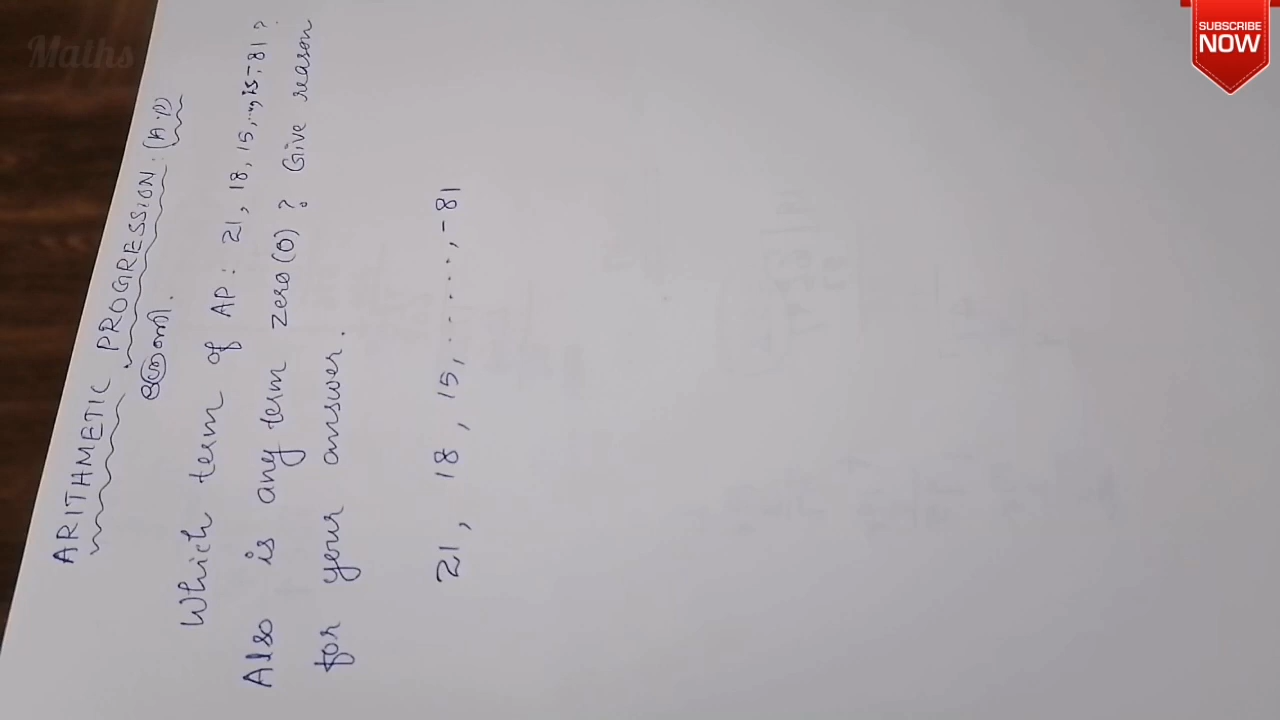 Maths
SUBSCRIBE
NOW
ARITHMETIC PROGRESSION : (A.P)
Which term of AP : 21, 18, 15, ... is -81?
Also is any term zero (0) ? Give reason
for your answer.
21, 18, 15, . . . . . . , -81